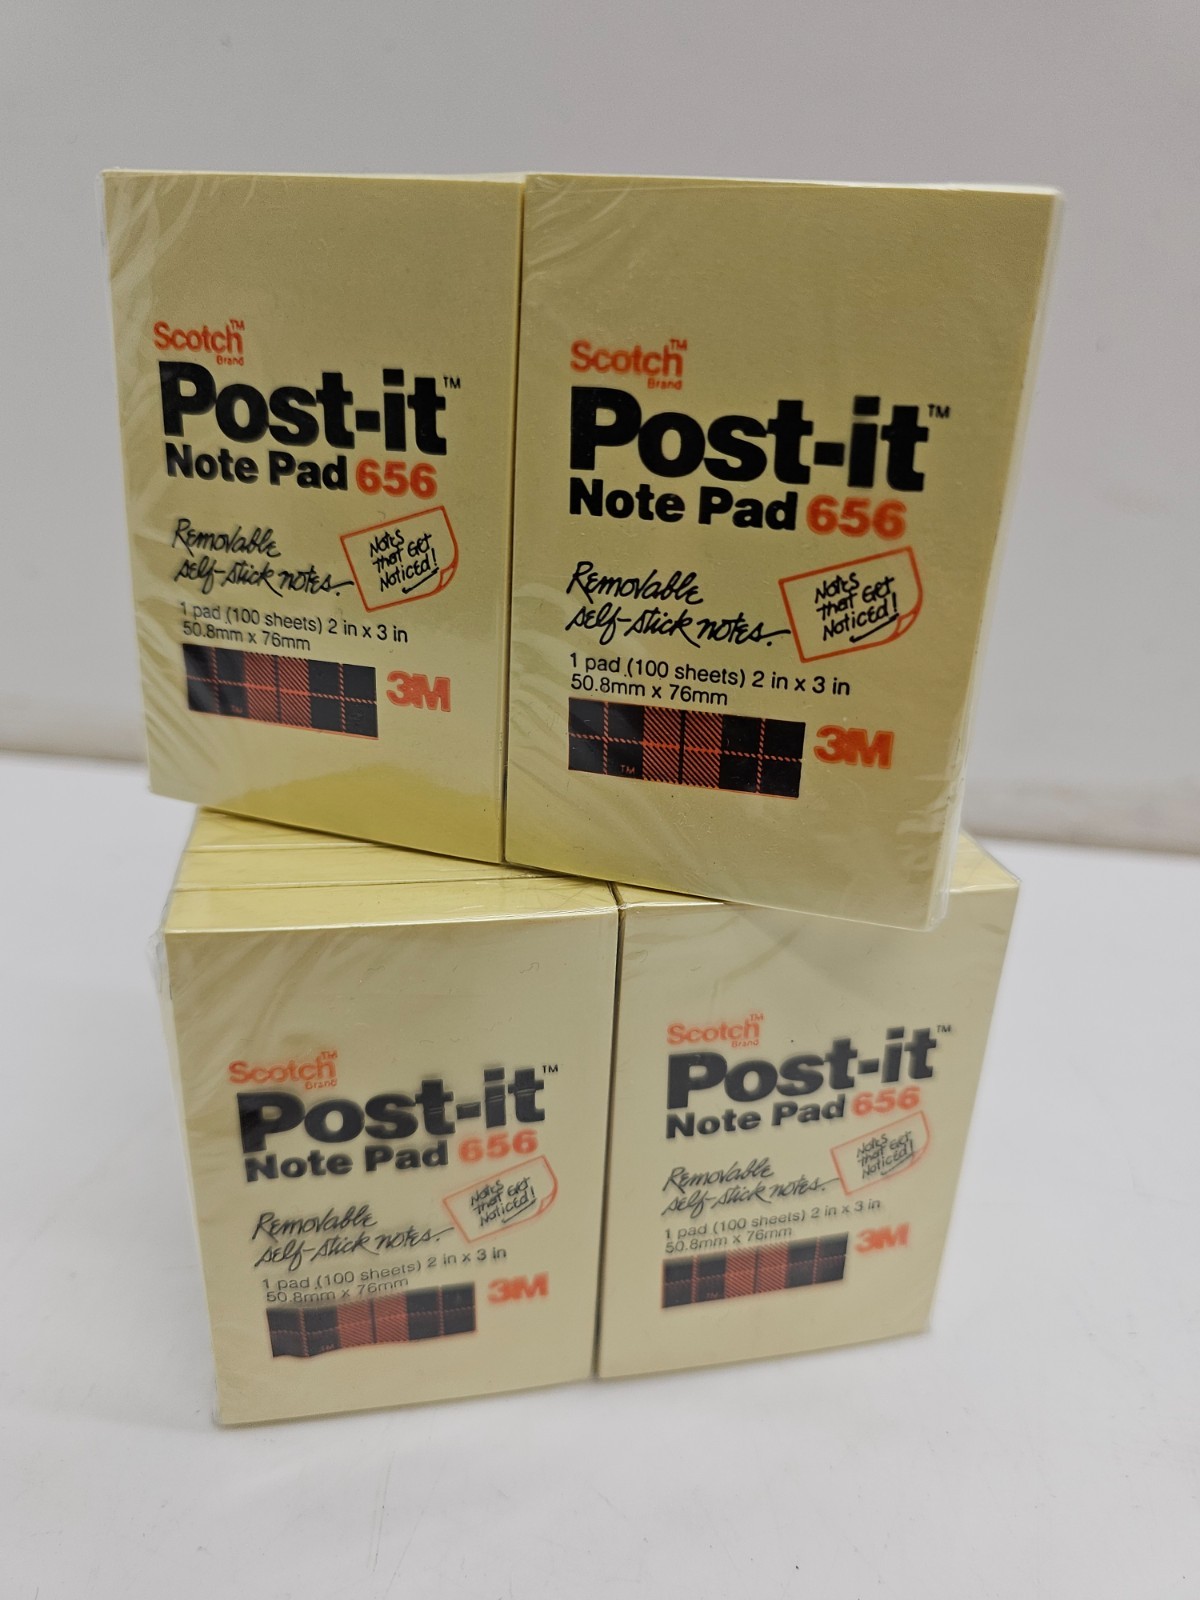 Scotch™
Brand
Post-it™
Note Pad 656
Removable
self-stick notes.
Notes
that Get
Noticed!
1 pad (100 sheets) 2 in x 3 in
50.8mm x 76mm
TM
3M
Scotch™
Brand
Post-it™
Note Pad 656
Removable
self-stick notes.
Notes
that Get
Noticed!
1 pad (100 sheets) 2 in x 3 in
50.8mm x 76mm
TM
3M
Scotch™
Brand
Post-it™
Note Pad 656
Removable
self-stick notes.
Notes
that Get
Noticed!
1 pad (100 sheets) 2 in x 3 in
50.8mm x 76mm
TM
3M
Scotch™
Brand
Post-it™
Note Pad 656
Removable
self-stick notes.
Notes
that Get
Noticed!
1 pad (100 sheets) 2 in x 3 in
50.8mm x 76mm
TM
3M